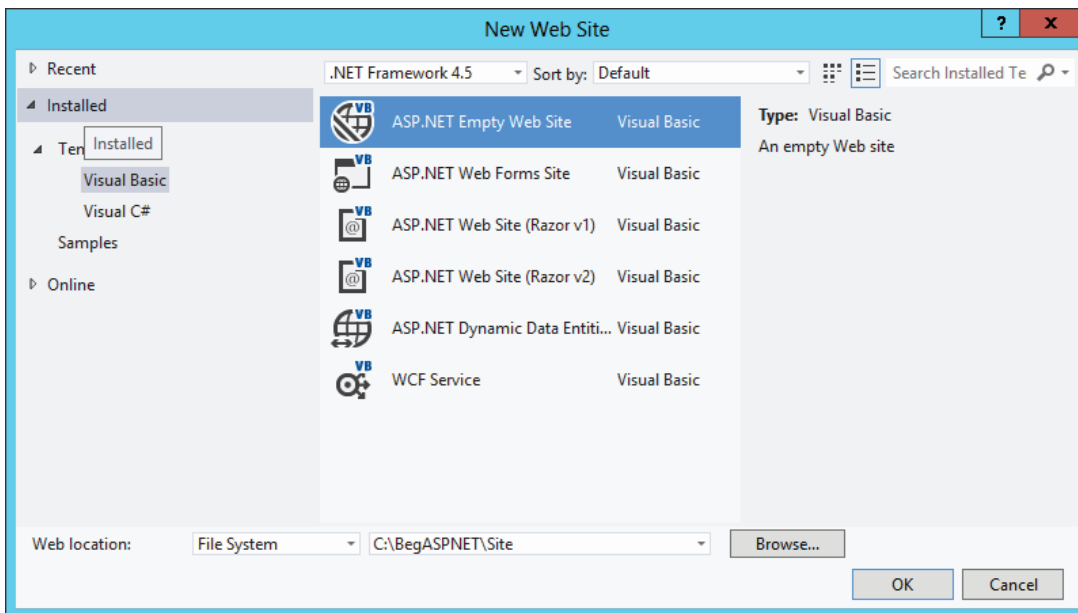 New Web Site
? x
Recent
Installed
Ten
Installed
Visual Basic
Visual C#
Samples
Online
.NET Framework 4.5 Sort by: Default Search Installed Te
VB ASP.NET Empty Web Site Visual Basic
VB ASP.NET Web Forms Site Visual Basic
VB @ ASP.NET Web Site (Razor v1) Visual Basic
VB @ ASP.NET Web Site (Razor v2) Visual Basic
VB ASP.NET Dynamic Data Entiti... Visual Basic
VB WCF Service Visual Basic
Type: Visual Basic
An empty Web site
Web location: File System C:\BegASPNET\Site Browse...
OK Cancel